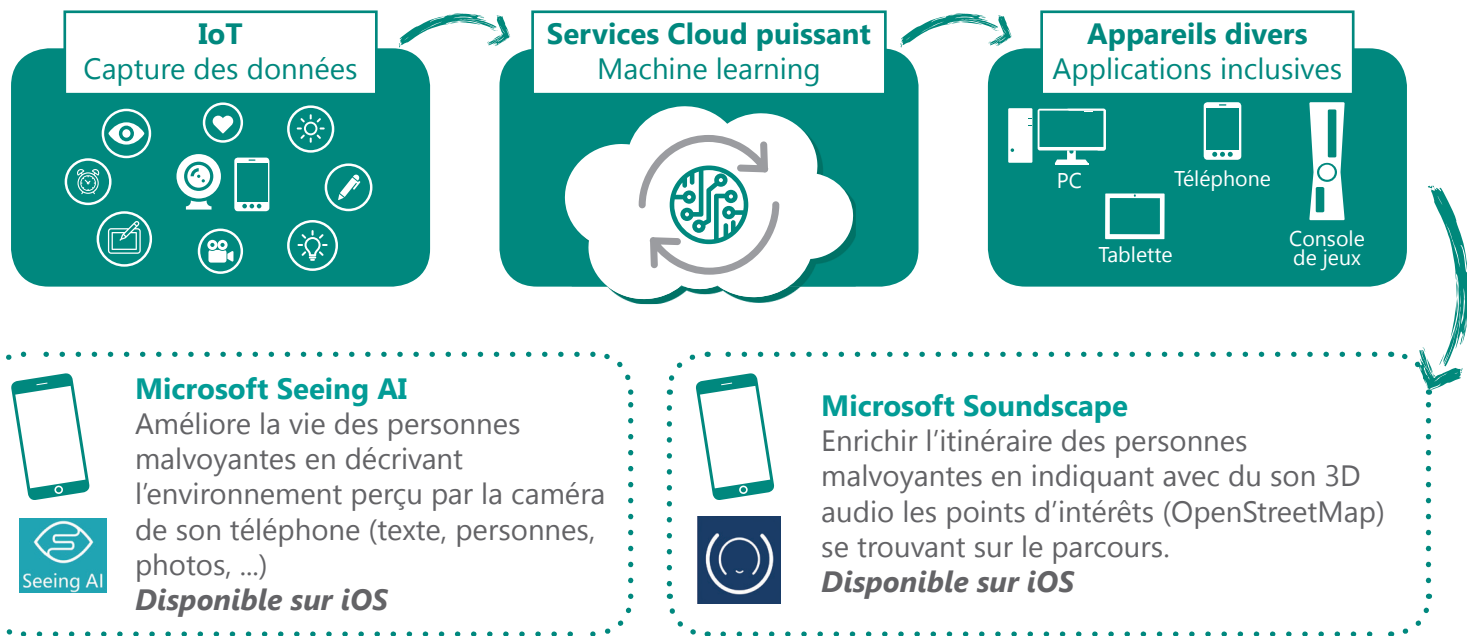 IoT
Capture des données
Services Cloud puissant
Machine learning
Appareils divers
Applications inclusives
PC
Téléphone
Tablette
Console
de jeux
Microsoft Seeing AI
Améliore la vie des personnes
malvoyantes en décrivant
l’environnement perçu par la caméra
de son téléphone (texte, personnes,
photos, ...)
Disponible sur iOS
Seeing AI
Microsoft Soundscape
Enrichir l’itinéraire des personnes
malvoyantes en indiquant avec du son 3D
audio les points d’intérêts (OpenStreetMap)
se trouvant sur le parcours.
Disponible sur iOS